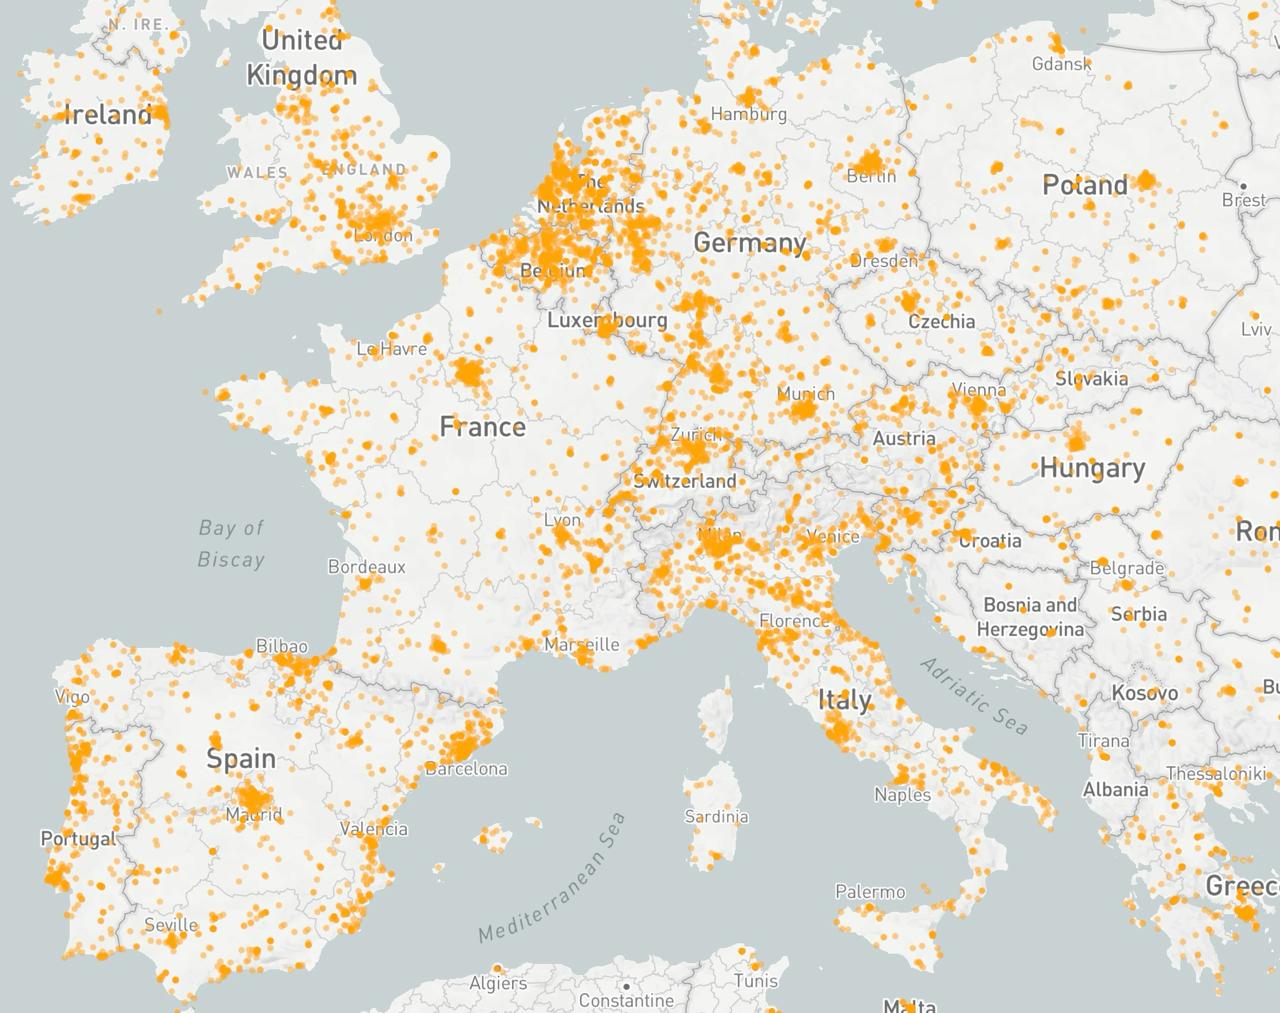 N. IRE.
United
Kingdom
Ireland
WALES
ENGLAND
London
The
Netherlands
Belgium
Luxembourg
Hamburg
Berlin
Germany
Dresden
Gdansk
Poland
Brest
Lviv
Czechia
Slovakia
Munich
Vienna
Austria
Hungary
Le Havre
France
Zurich
Switzerland
Bay of
Biscay
Lyon
Milan
Venice
Croatia
Bordeaux
Belgrade
Bosnia and
Herzegovina
Serbia
Florence
Bilbao
Marseille
Vigo
Italy
Adriatic Sea
Kosovo
Tirana
Spain
Barcelona
Thessaloniki
Albania
Naples
Madrid
Sardinia
Portugal
Valencia
Mediterranean Sea
Palermo
Greec
Seville
Algiers
Tunis
Constantine
Malta
Ron
Bu